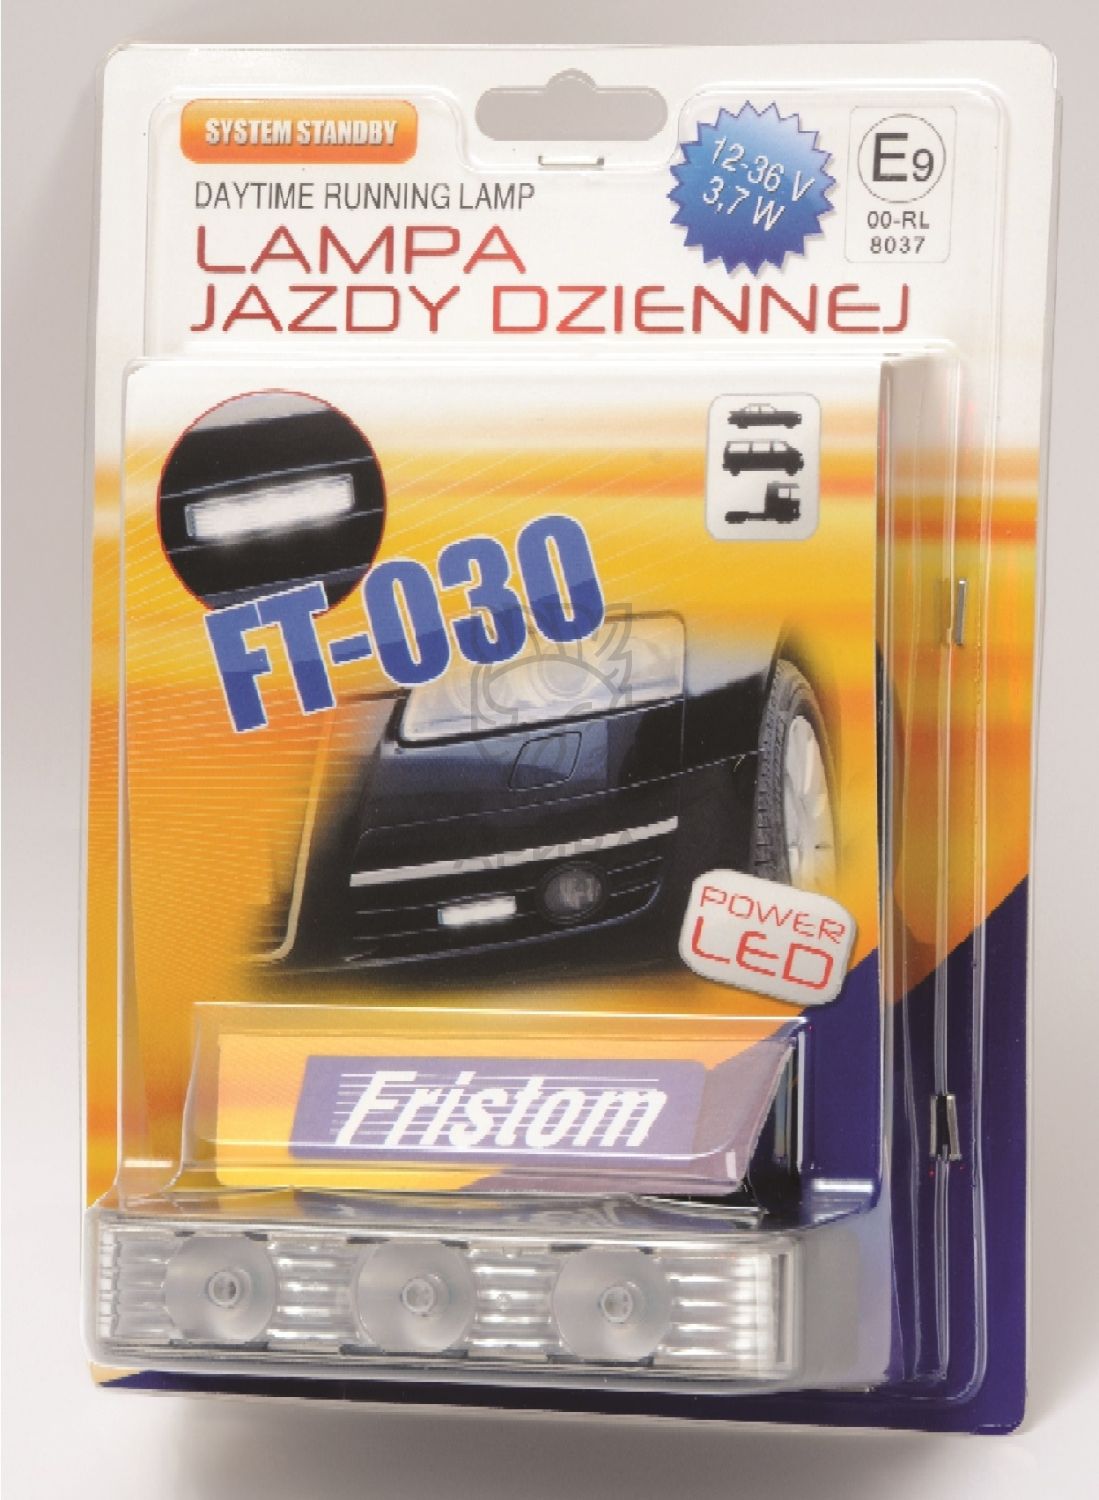 SYSTEM STANDBY
DAYTIME RUNNING LAMP
LAMPA
JAZDY DZIENNEJ
12-36 V
3,7 W
E9
00-RL
8037
FT-030
POWER
LED
Fristom